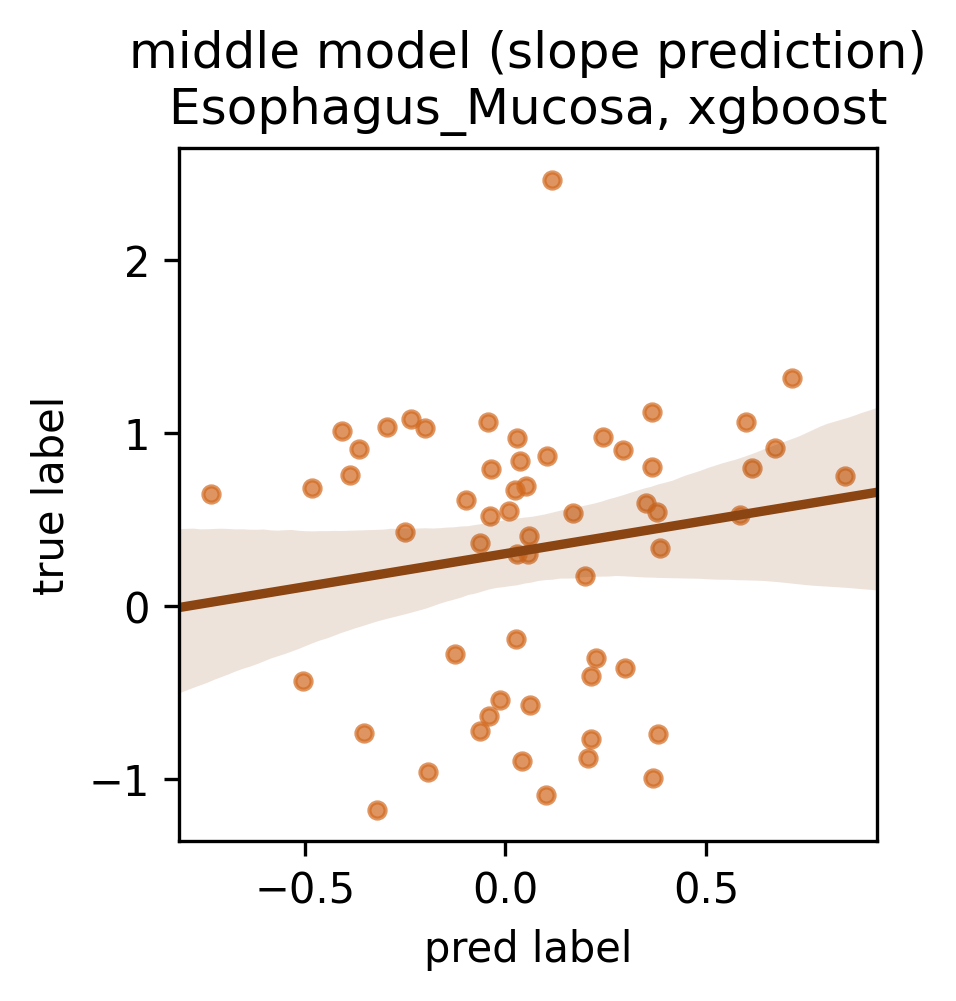 middle model (slope prediction)
Esophagus_Mucosa, xgboost
true label
2
1
0
−1
−0.5
0.0
0.5
pred label